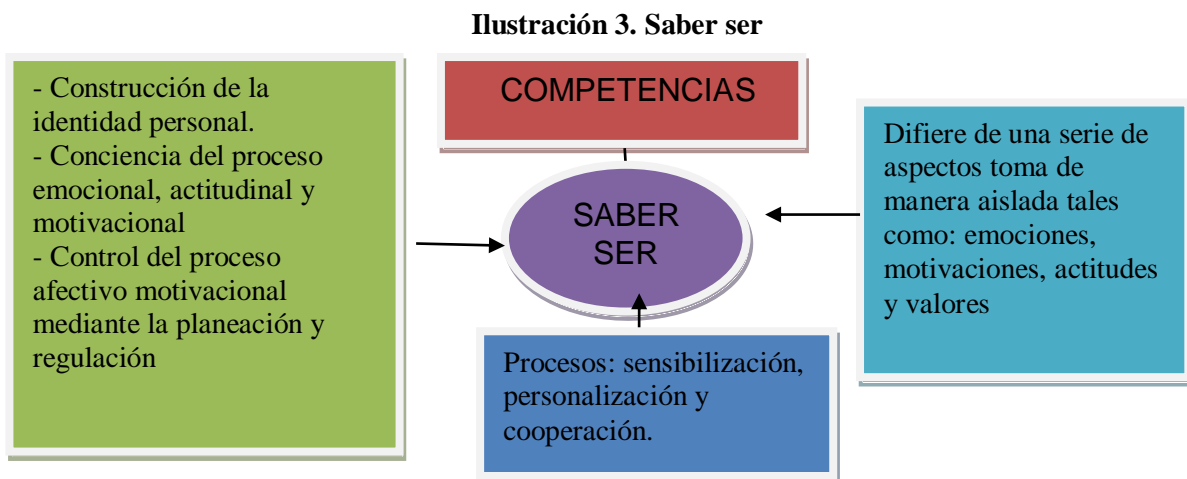 Ilustración 3. Saber ser
- Construcción de la
identidad personal.
- Conciencia del proceso
emocional, actitudinal y
motivacional
- Control del proceso
afectivo motivacional
mediante la planeación y
regulación
COMPETENCIAS
SABER
SER
Procesos: sensibilización,
personalización y
cooperación.
Difiere de una serie de
aspectos toma de
manera aislada tales
como: emociones,
motivaciones, actitudes
y valores